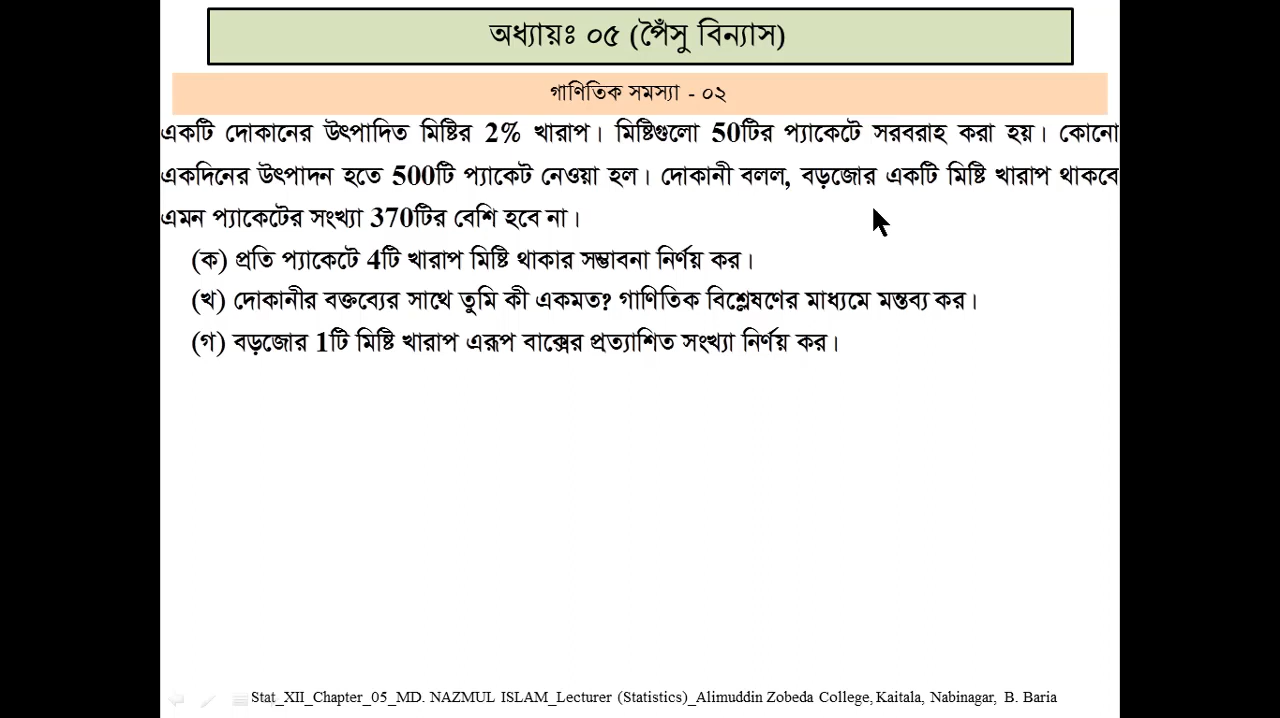 অধ্যায়ঃ ০৫ (পৈঁসু বিন্যাস)
গাণিতিক সমস্যা - ০২
একটি দোকানের উৎপাদিত মিষ্টির 2% খারাপ। মিষ্টিগুলো 50টির প্যাকেটে সরবরাহ করা হয়। কোনো
একদিনের উৎপাদন হতে 500টি প্যাকেট নেওয়া হল। দোকানী বলল, বড়জোর একটি মিষ্টি খারাপ থাকবে
এমন প্যাকেটের সংখ্যা 370টির বেশি হবে না।
(ক) প্রতি প্যাকেটে 4টি খারাপ মিষ্টি থাকার সম্ভাবনা নির্ণয় কর।
(খ) দোকানীর বক্তব্যের সাথে তুমি কী একমত? গাণিতিক বিশ্লেষণের মাধ্যমে মন্তব্য কর।
(গ) বড়জোর 1টি মিষ্টি খারাপ এরূপ বাক্সের প্রত্যাশিত সংখ্যা নির্ণয় কর।
Stat_XII_Chapter_05_MD. NAZMUL ISLAM_Lecturer (Statistics)_Alimuddin Zobeda College, Kaitala, Nabinagar, B. Baria